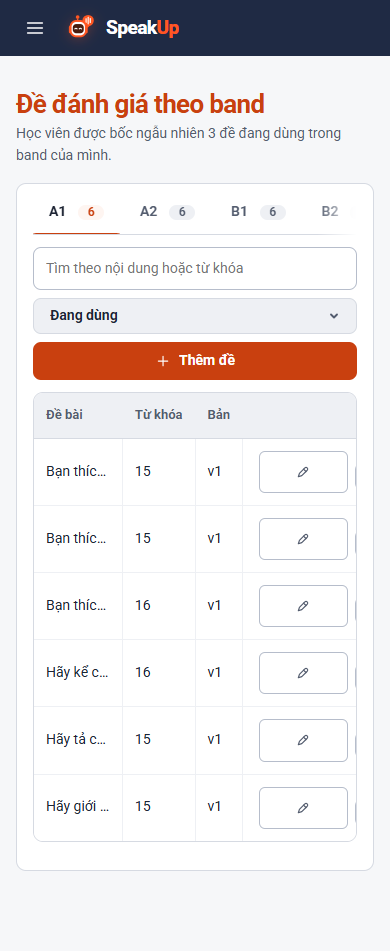 SpeakUp
Đề đánh giá theo band
Học viên được bốc ngẫu nhiên 3 đề đang dùng trong
band của mình.
A1 6 A2 6 B1 6 B2
Tìm theo nội dung hoặc từ khóa
Đang dùng
+ Thêm đề
Đề bài Từ khóa Bản
Bạn thíc... 15 v1
Bạn thíc... 15 v1
Bạn thíc... 16 v1
Hãy kể c... 16 v1
Hãy tả c... 15 v1
Hãy giới ... 15 v1